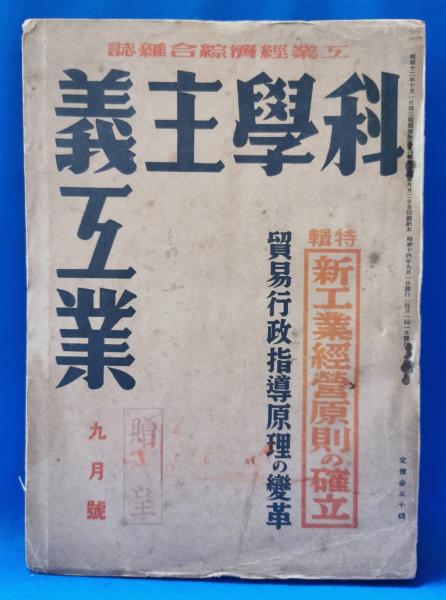 工業經濟綜合雜誌
科學主義工業
特輯
新工業經營原則の確立
貿易行政指導原理の變革
九月號
贈呈
定價金五十錢